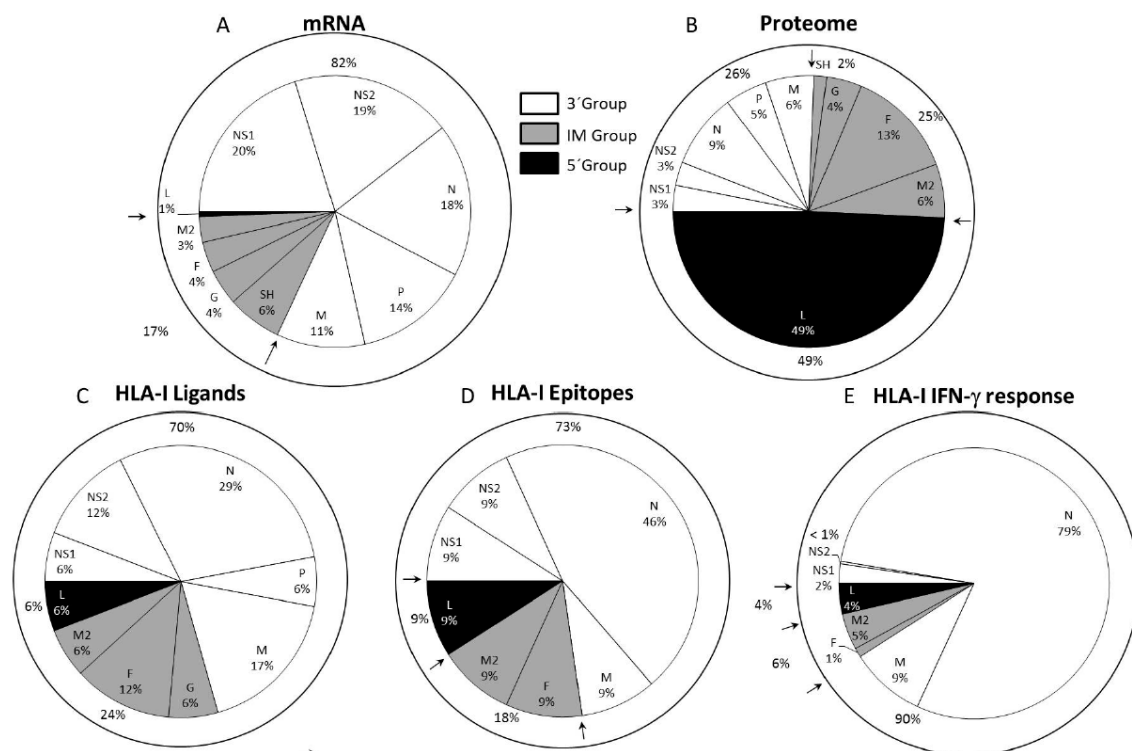 A
mRNA
82%
NS2
19%
NS1
20%
N
18%
L
1%
M2
3%
F
4%
G
4%
SH
6%
M
11%
P
14%
17%
3´Group
IM Group
5´Group
B
Proteome
SH
2%
26%
M
6%
G
4%
P
5%
25%
F
13%
N
9%
NS2
3%
M2
6%
NS1
3%
L
49%
49%
C
HLA-I Ligands
70%
N
29%
NS2
12%
NS1
6%
P
6%
6%
L
6%
M2
6%
M
17%
F
12%
G
6%
24%
D
HLA-I Epitopes
73%
NS2
9%
N
46%
NS1
9%
L
9%
9%
M2
9%
F
9%
M
9%
18%
E
HLA-I IFN-γ response
N
79%
< 1%
NS2
NS1
2%
L
4%
4%
M2
5%
F
1%
6%
M
9%
90%